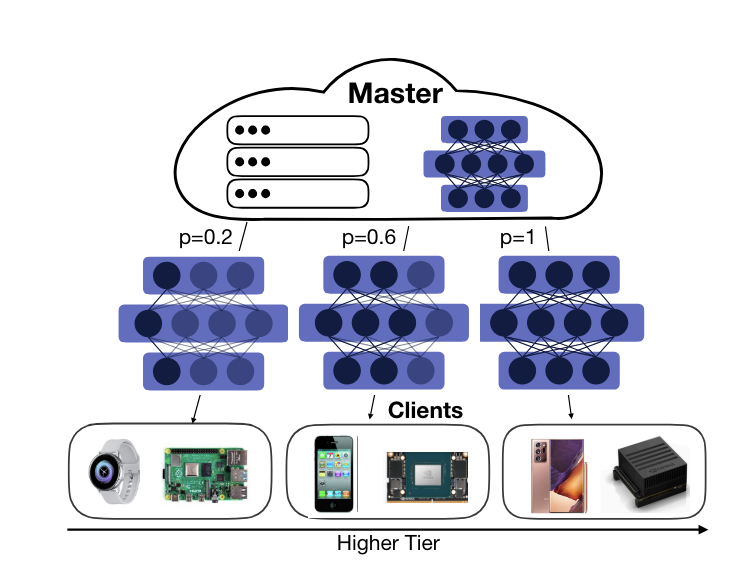 Master
p=0.2
p=0.6
p=1
Clients
Higher Tier